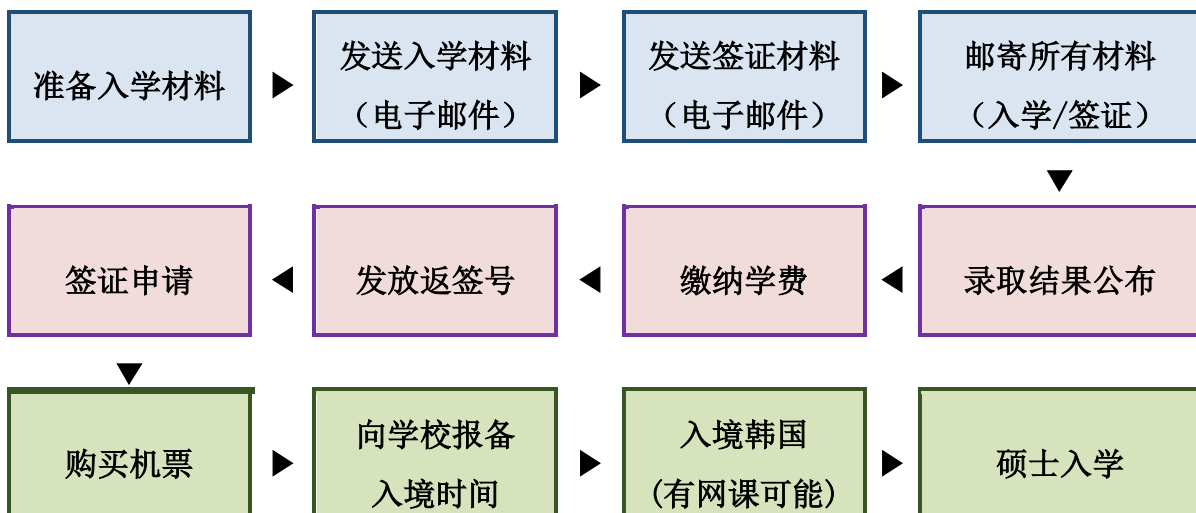 准备入学材料
发送入学材料
（电子邮件）
发送签证材料
（电子邮件）
邮寄所有材料
（入学/签证）
录取结果公布
缴纳学费
发放返签号
签证申请
购买机票
向学校报备
入境时间
入境韩国
(有网课可能)
硕士入学